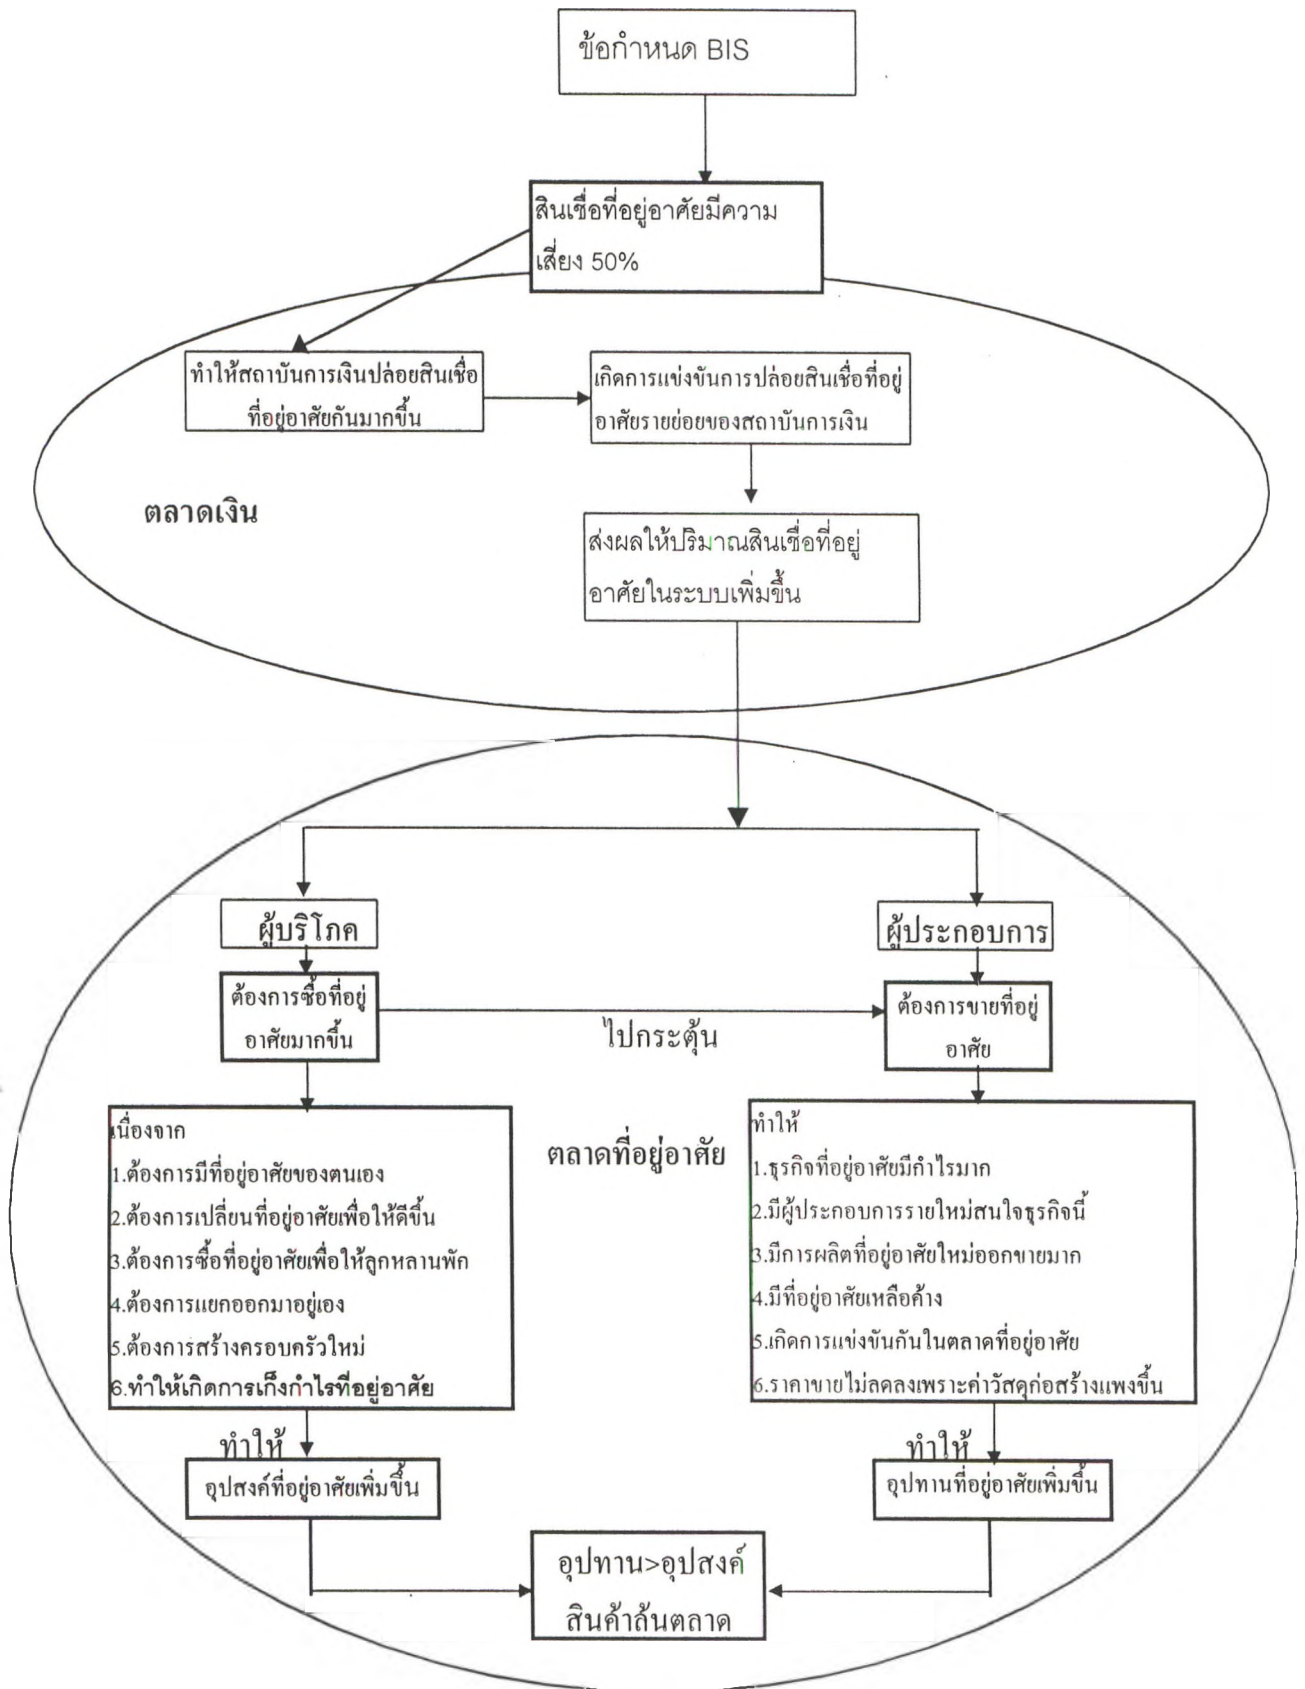 ข้อกำหนด BIS
สินเชื่อที่อยู่อาศัยมีความ
เสี่ยง 50%
ทำให้สถาบันการเงินปล่อยสินเชื่อ
ที่อยู่อาศัยกันมากขึ้น
เกิดการแข่งขันการปล่อยสินเชื่อที่อยู่
อาศัยรายย่อยของสถาบันการเงิน
ตลาดเงิน
ส่งผลให้ปริมาณสินเชื่อที่อยู่
อาศัยในระบบเพิ่มขึ้น
ผู้บริโภค
ผู้ประกอบการ
ต้องการซื้อที่อยู่
อาศัยมากขึ้น
ไปกระตุ้น
ต้องการขายที่อยู่
อาศัย
เนื่องจาก
1.ต้องการมีที่อยู่อาศัยของตนเอง
2.ต้องการเปลี่ยนที่อยู่อาศัยเพื่อให้ดีขึ้น
3.ต้องการซื้อที่อยู่อาศัยเพื่อให้ลูกหลานพัก
4.ต้องการแยกออกมาอยู่เอง
5.ต้องการสร้างครอบครัวใหม่
6.ทำให้เกิดการเก็งกำไรที่อยู่อาศัย
ตลาดที่อยู่อาศัย
ทำให้
1.ธุรกิจที่อยู่อาศัยมีกำไรมาก
2.มีผู้ประกอบการรายใหม่สนใจธุรกิจนี้
3.มีการผลิตที่อยู่อาศัยใหม่ออกขายมาก
4.มีที่อยู่อาศัยเหลือค้าง
5.เกิดการแข่งขันกันในตลาดที่อยู่อาศัย
6.ราคาขายไม่ลดลงเพราะค่าวัสดุก่อสร้างแพงขึ้น
ทำให้
อุปสงค์ที่อยู่อาศัยเพิ่มขึ้น
ทำให้
อุปทานที่อยู่อาศัยเพิ่มขึ้น
อุปทาน>อุปสงค์
สินค้าล้นตลาด